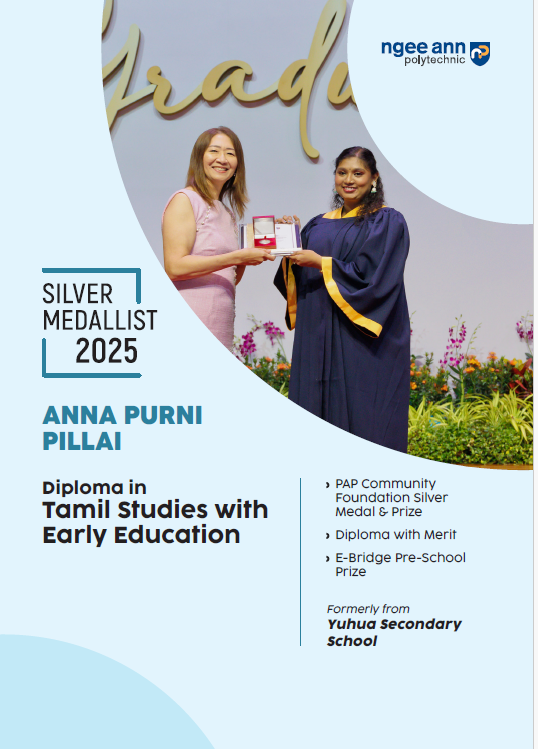 Gradu
ngee ann
polytechnic
np
SILVER
MEDALLIST
2025
ANNA PURNI
PILLAI
Diploma in
Tamil Studies with
Early Education
› PAP Community
Foundation Silver
Medal & Prize
› Diploma with Merit
› E-Bridge Pre-School
Prize
Formerly from
Yuhua Secondary
School